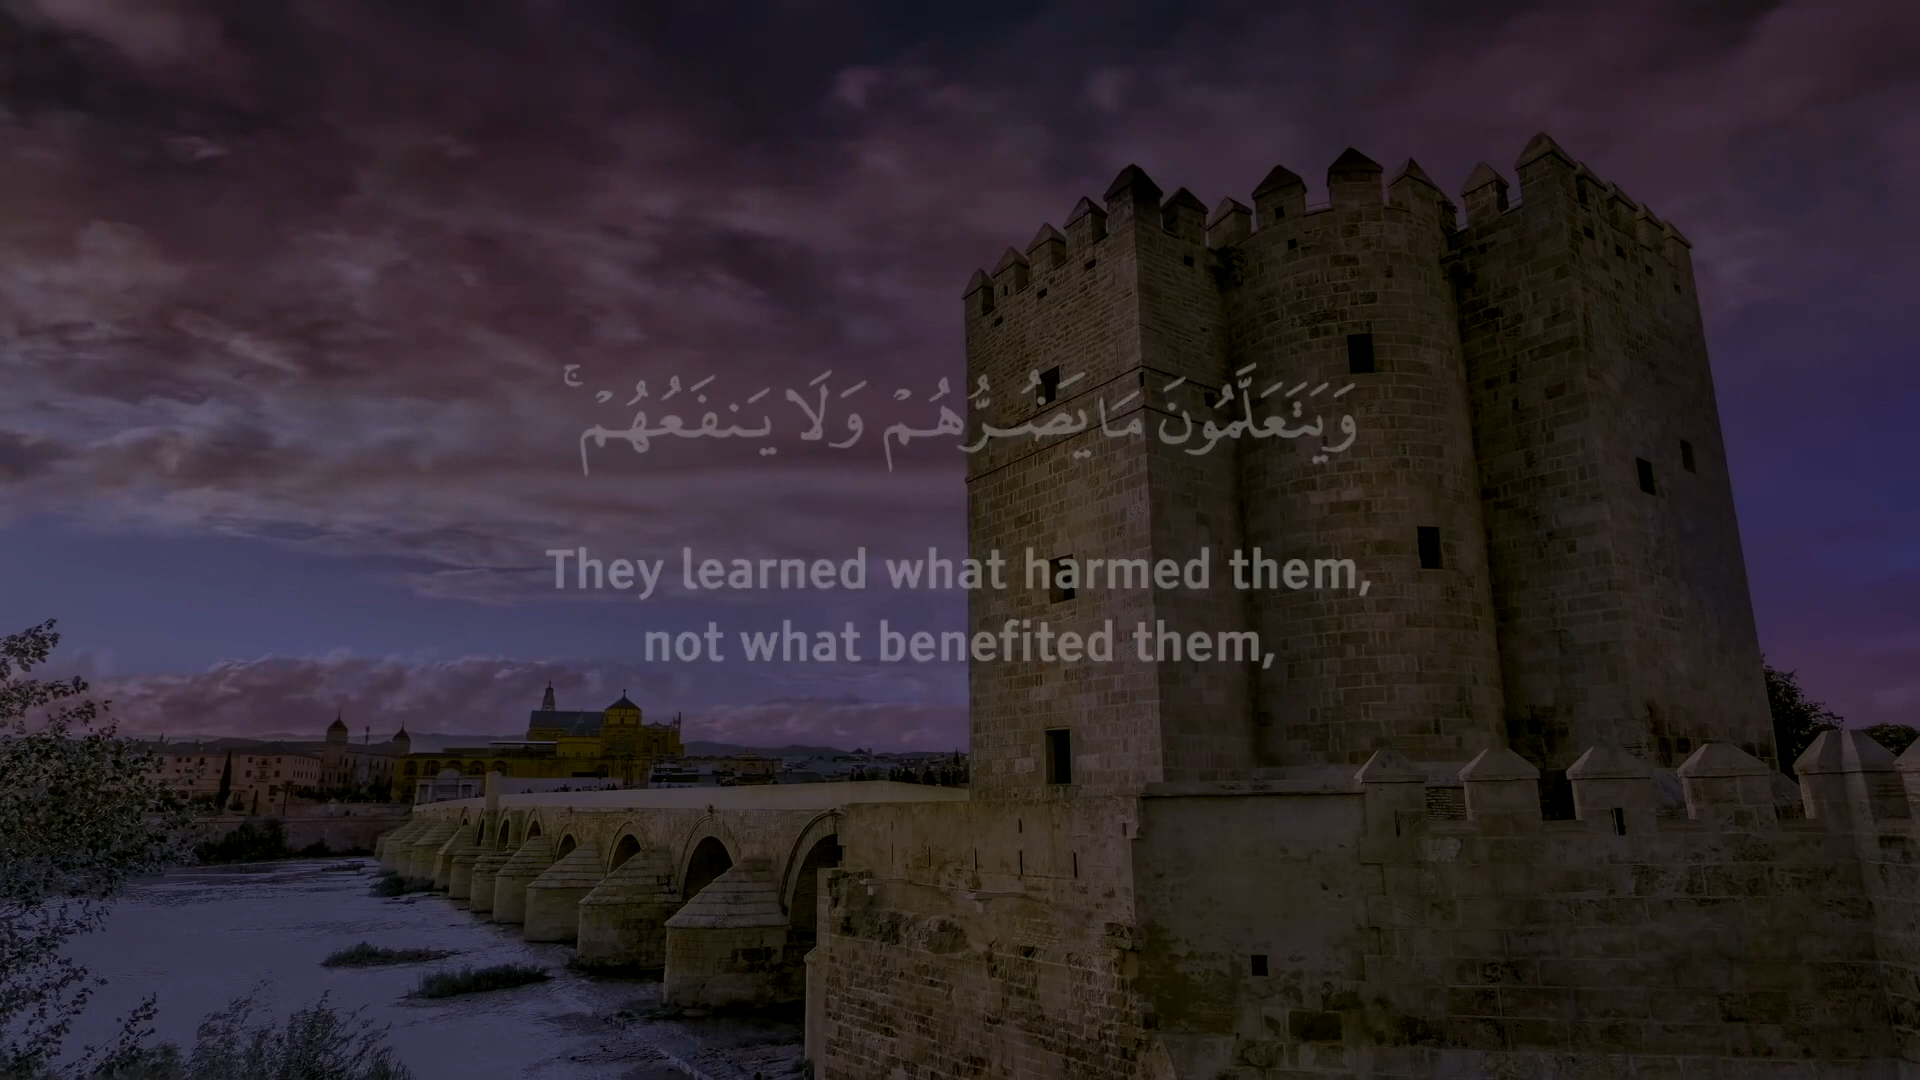 وَيَتَعَلَّمُونَ مَا يَضُرُّهُمْ وَلَا يَنفَعُهُمْ ۚ
They learned what harmed them,
not what benefited them,